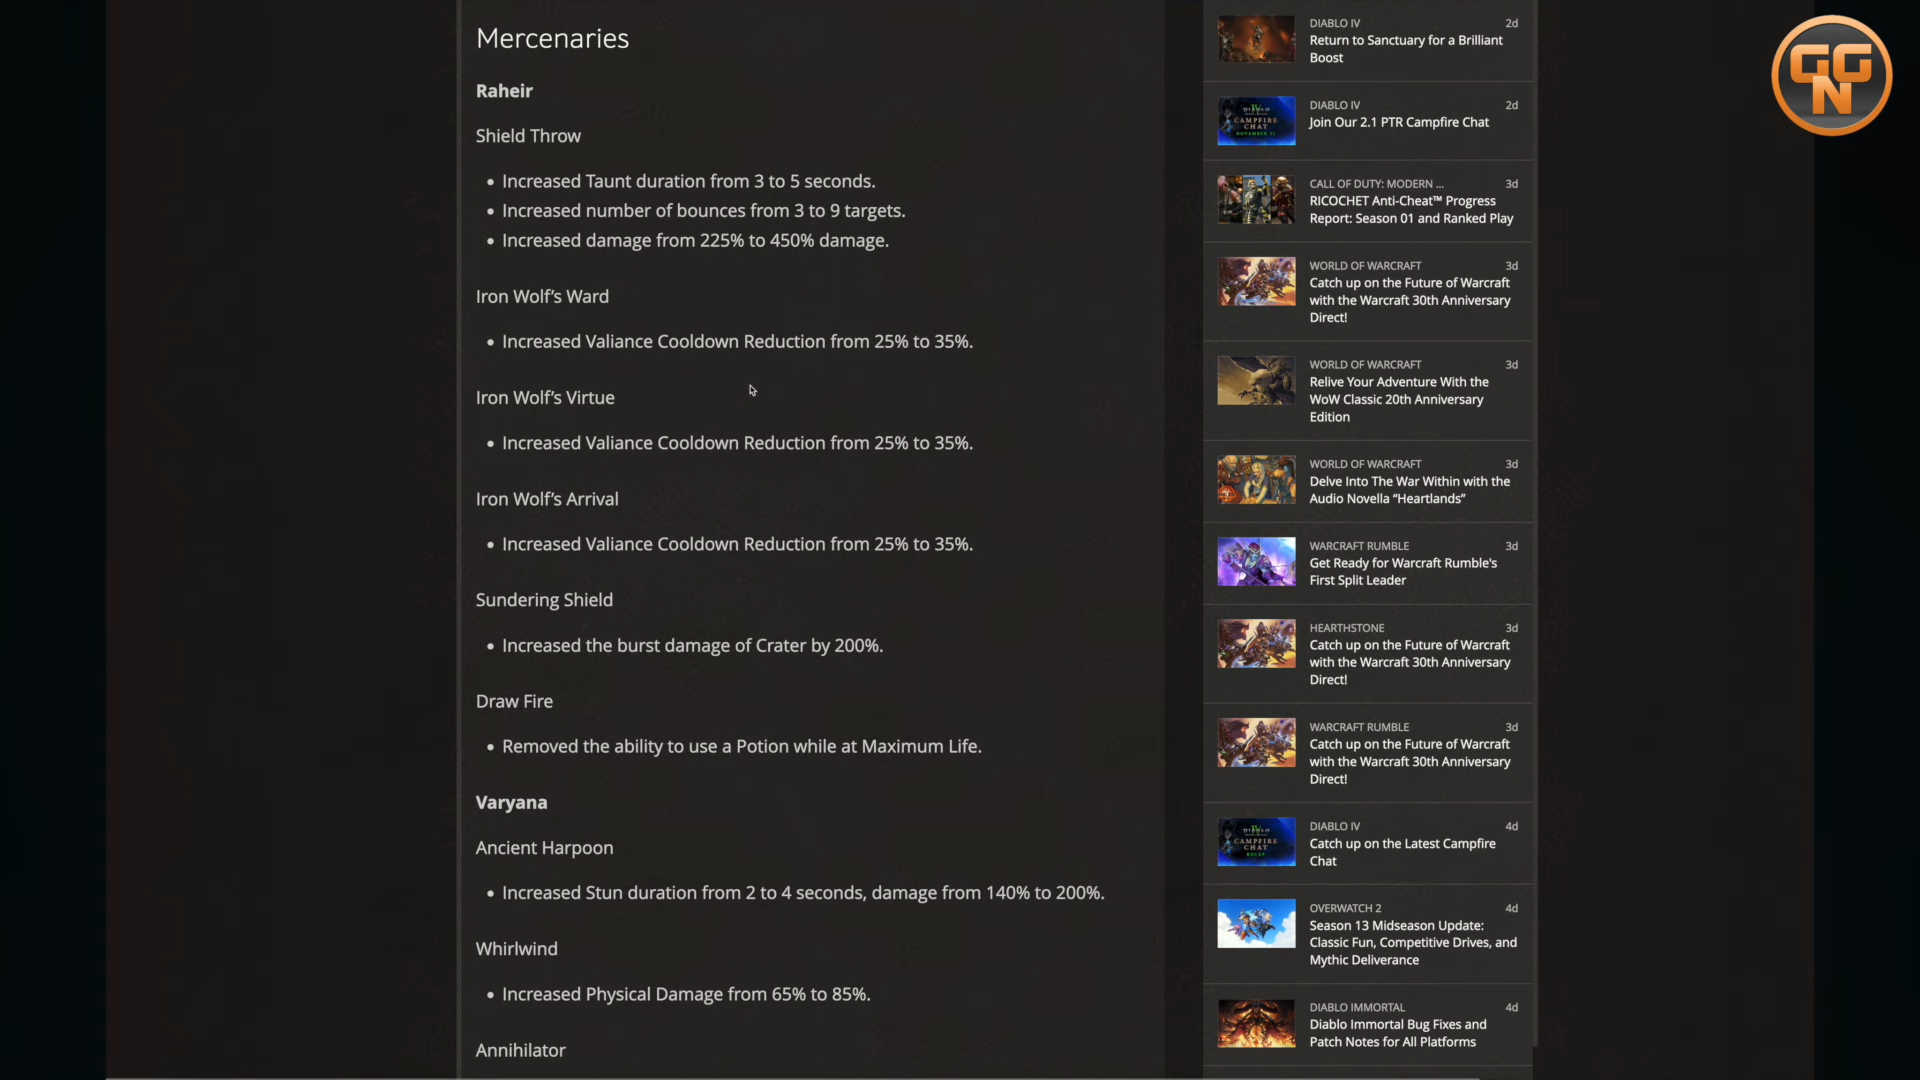 Mercenaries
Raheir
Shield Throw
• Increased Taunt duration from 3 to 5 seconds.
• Increased number of bounces from 3 to 9 targets.
• Increased damage from 225% to 450% damage.
Iron Wolf’s Ward
• Increased Valiance Cooldown Reduction from 25% to 35%.
Iron Wolf’s Virtue
• Increased Valiance Cooldown Reduction from 25% to 35%.
Iron Wolf’s Arrival
• Increased Valiance Cooldown Reduction from 25% to 35%.
Sundering Shield
• Increased the burst damage of Crater by 200%.
Draw Fire
• Removed the ability to use a Potion while at Maximum Life.
Varyana
Ancient Harpoon
• Increased Stun duration from 2 to 4 seconds, damage from 140% to 200%.
Whirlwind
• Increased Physical Damage from 65% to 85%.
Annihilator
DIABLO IV 2d
Return to Sanctuary for a Brilliant
Boost
CAMPFIRE
CHAT
NOVEMBER 21
DIABLO IV 2d
Join Our 2.1 PTR Campfire Chat
CALL OF DUTY: MODERN ... 3d
RICOCHET Anti-Cheat™ Progress
Report: Season 01 and Ranked Play
WORLD OF WARCRAFT 3d
Catch up on the Future of Warcraft
with the Warcraft 30th Anniversary
Direct!
WORLD OF WARCRAFT 3d
Relive Your Adventure With the
WoW Classic 20th Anniversary
Edition
WORLD OF WARCRAFT 3d
Delve Into The War Within with the
Audio Novella “Heartlands”
WARCRAFT RUMBLE 3d
Get Ready for Warcraft Rumble's
First Split Leader
HEARTHSTONE 3d
Catch up on the Future of Warcraft
with the Warcraft 30th Anniversary
Direct!
WARCRAFT RUMBLE 3d
Catch up on the Future of Warcraft
with the Warcraft 30th Anniversary
Direct!
CAMPFIRE
CHAT
RECAP
DIABLO IV 4d
Catch up on the Latest Campfire
Chat
OVERWATCH 2 4d
Season 13 Midseason Update:
Classic Fun, Competitive Drives, and
Mythic Deliverance
DIABLO IMMORTAL 4d
Diablo Immortal Bug Fixes and
Patch Notes for All Platforms
GG
N